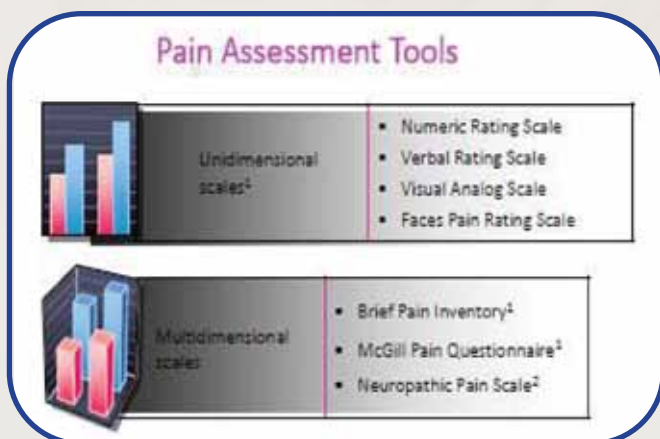 Pain Assessment Tools
Unidimensional
scales¹
▪ Numeric Rating Scale
▪ Verbal Rating Scale
▪ Visual Analog Scale
▪ Faces Pain Rating Scale
Multidimensional
scales
▪ Brief Pain Inventory¹
▪ McGill Pain Questionnaire¹
▪ Neuropathic Pain Scale²